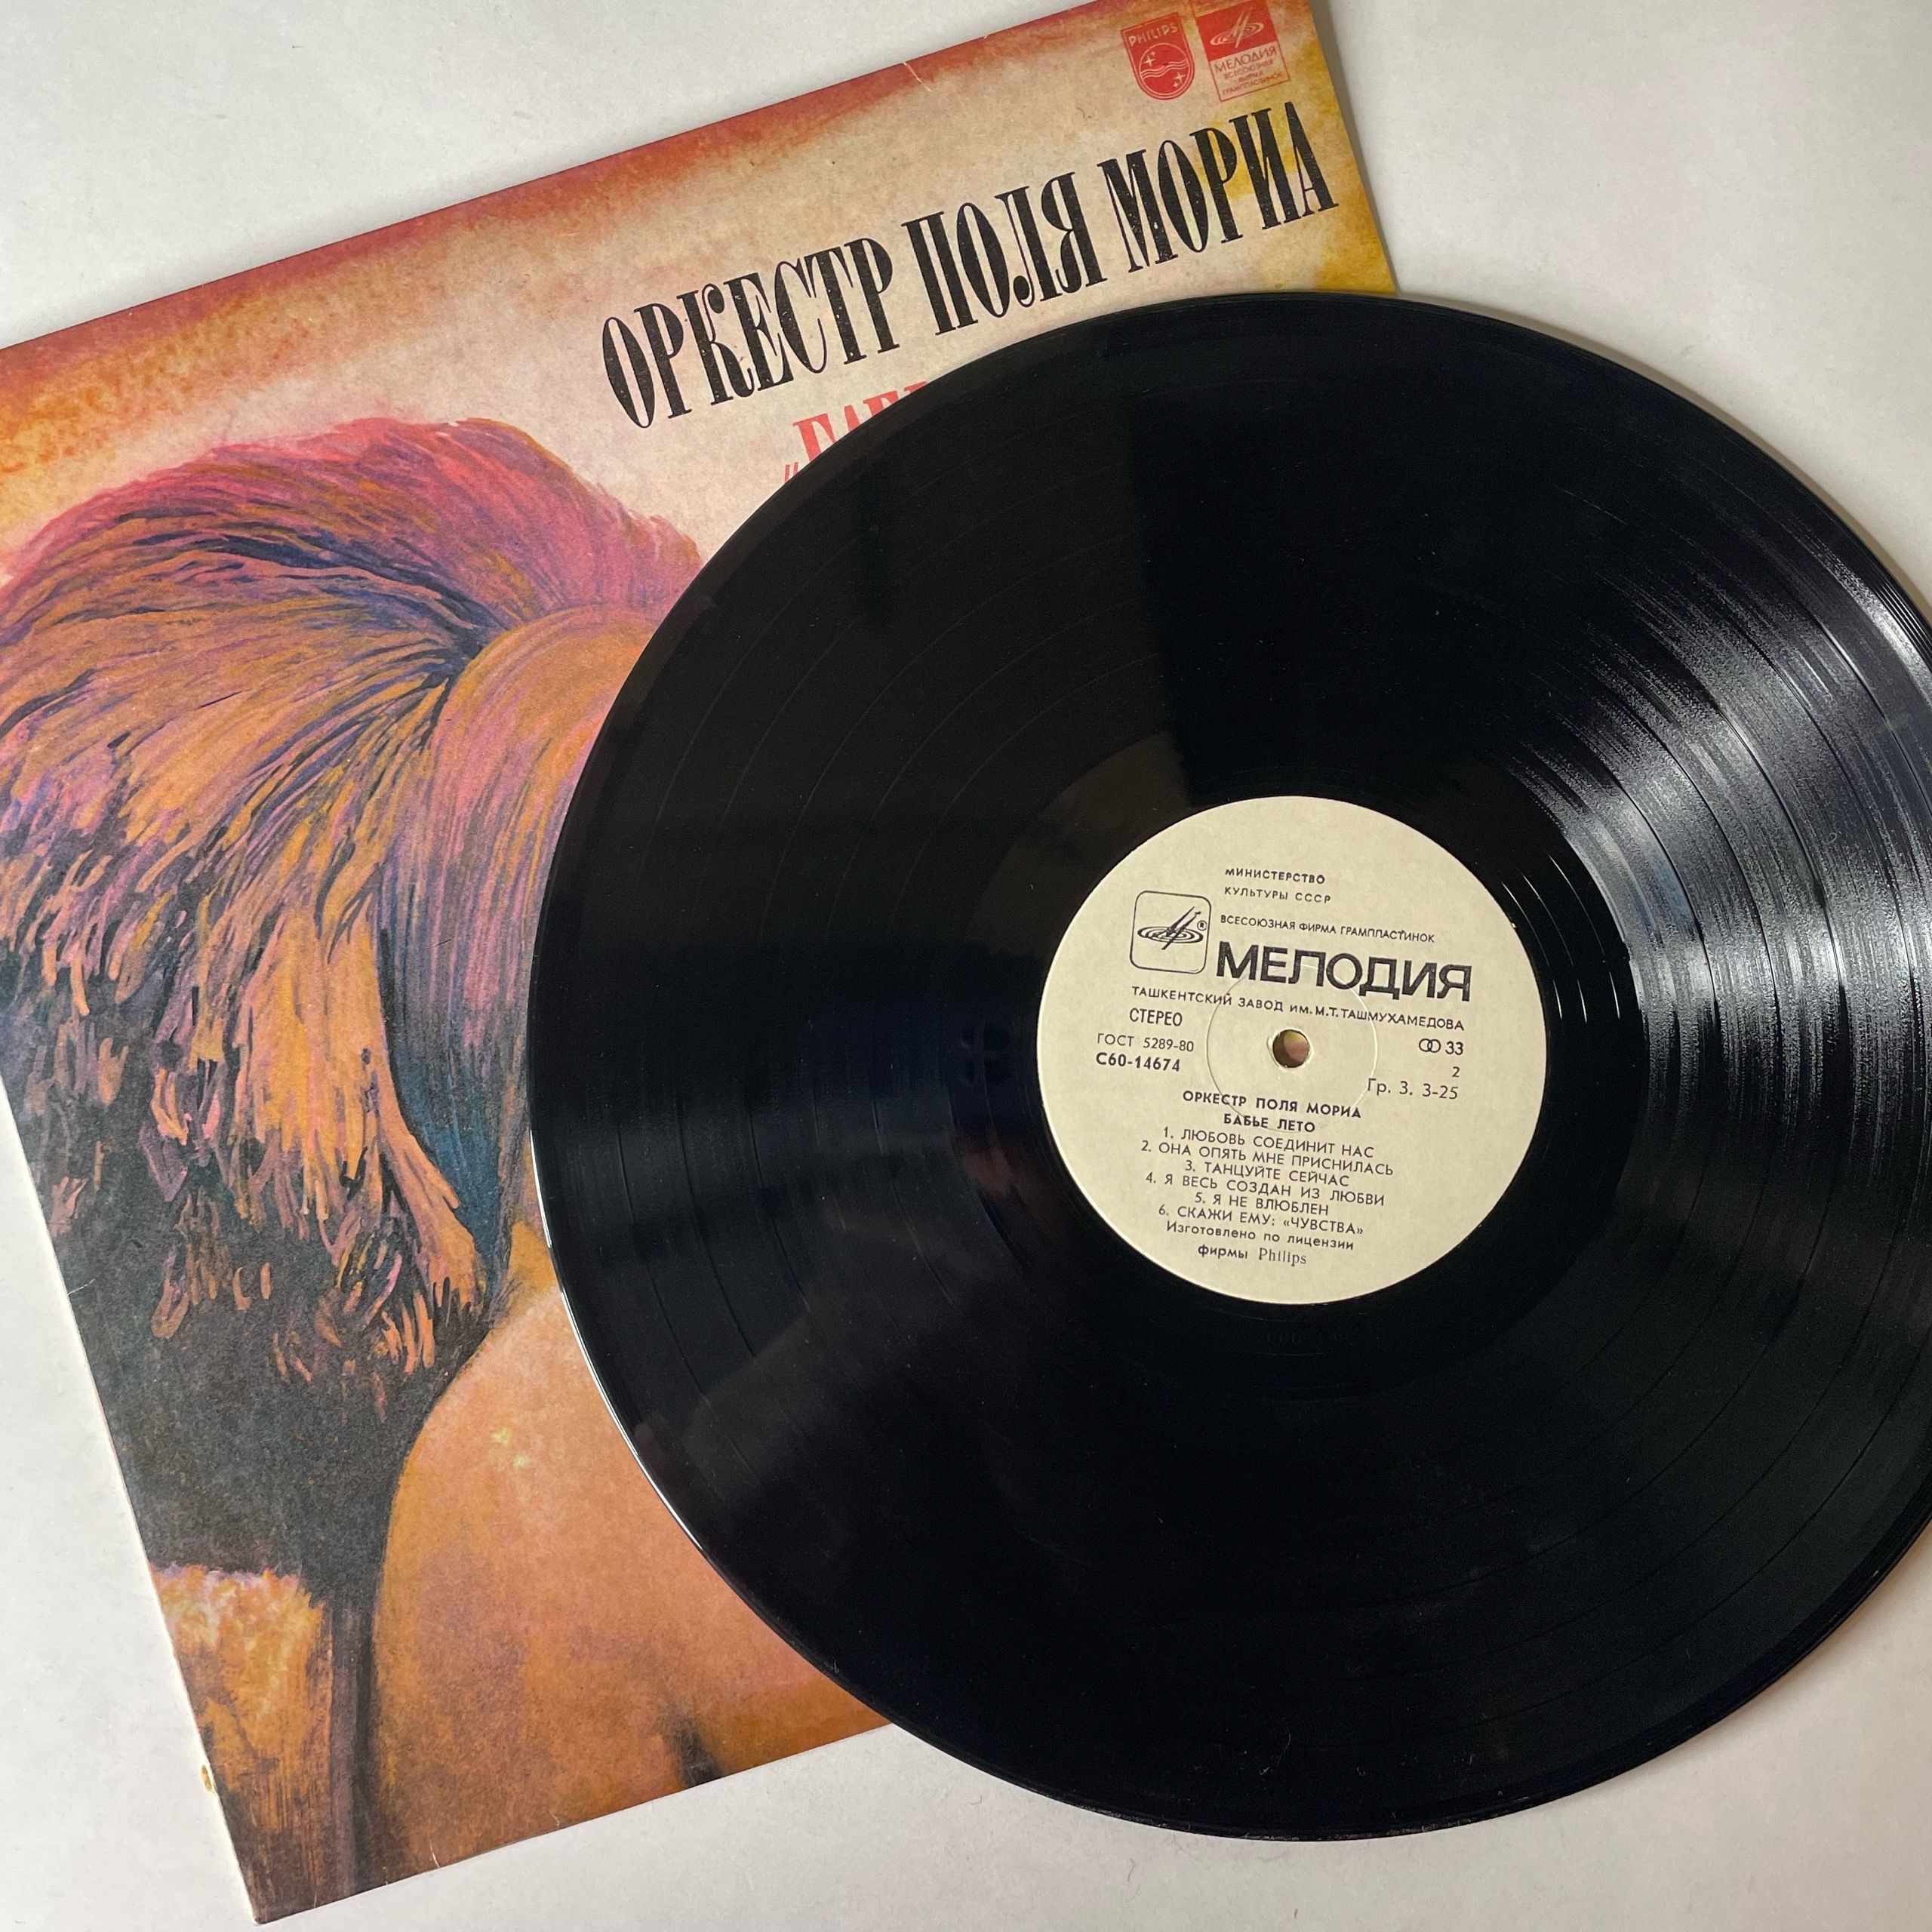 PHILIPS
МЕЛОДИЯ
ВСЕСОЮЗНАЯ
ФИРМА
ГРАМПЛАСТИНОК
ОРКЕСТР ПОЛЯ МОРИА
МИНИСТЕРСТВО
КУЛЬТУРЫ СССР
ВСЕСОЮЗНАЯ ФИРМА ГРАМПЛАСТИНОК
МЕЛОДИЯ
ТАШКЕНТСКИЙ ЗАВОД им. М.Т. ТАШМУХАМЕДОВА
СТЕРЕО
33
ГОСТ 5289-80
2
С60-14674
Гр. 3. 3-25
ОРКЕСТР ПОЛЯ МОРИА
БАБЬЕ ЛЕТО
1. ЛЮБОВЬ СОЕДИНИТ НАС
2. ОНА ОПЯТЬ МНЕ ПРИСНИЛАСЬ
3. ТАНЦУЙТЕ СЕЙЧАС
4. Я ВЕСЬ СОЗДАН ИЗ ЛЮБВИ
5. Я НЕ ВЛЮБЛЕН
6. СКАЖИ ЕМУ: «ЧУВСТВА»
Изготовлено по лицензии
фирмы Philips